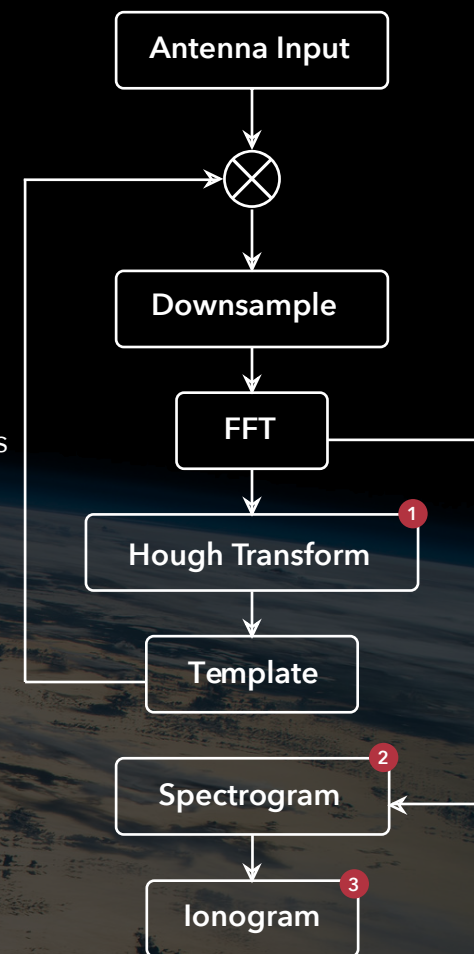 Antenna Input
Downsample
FFT
s
1
Hough Transform
Template
2
Spectrogram
3
Ionogram